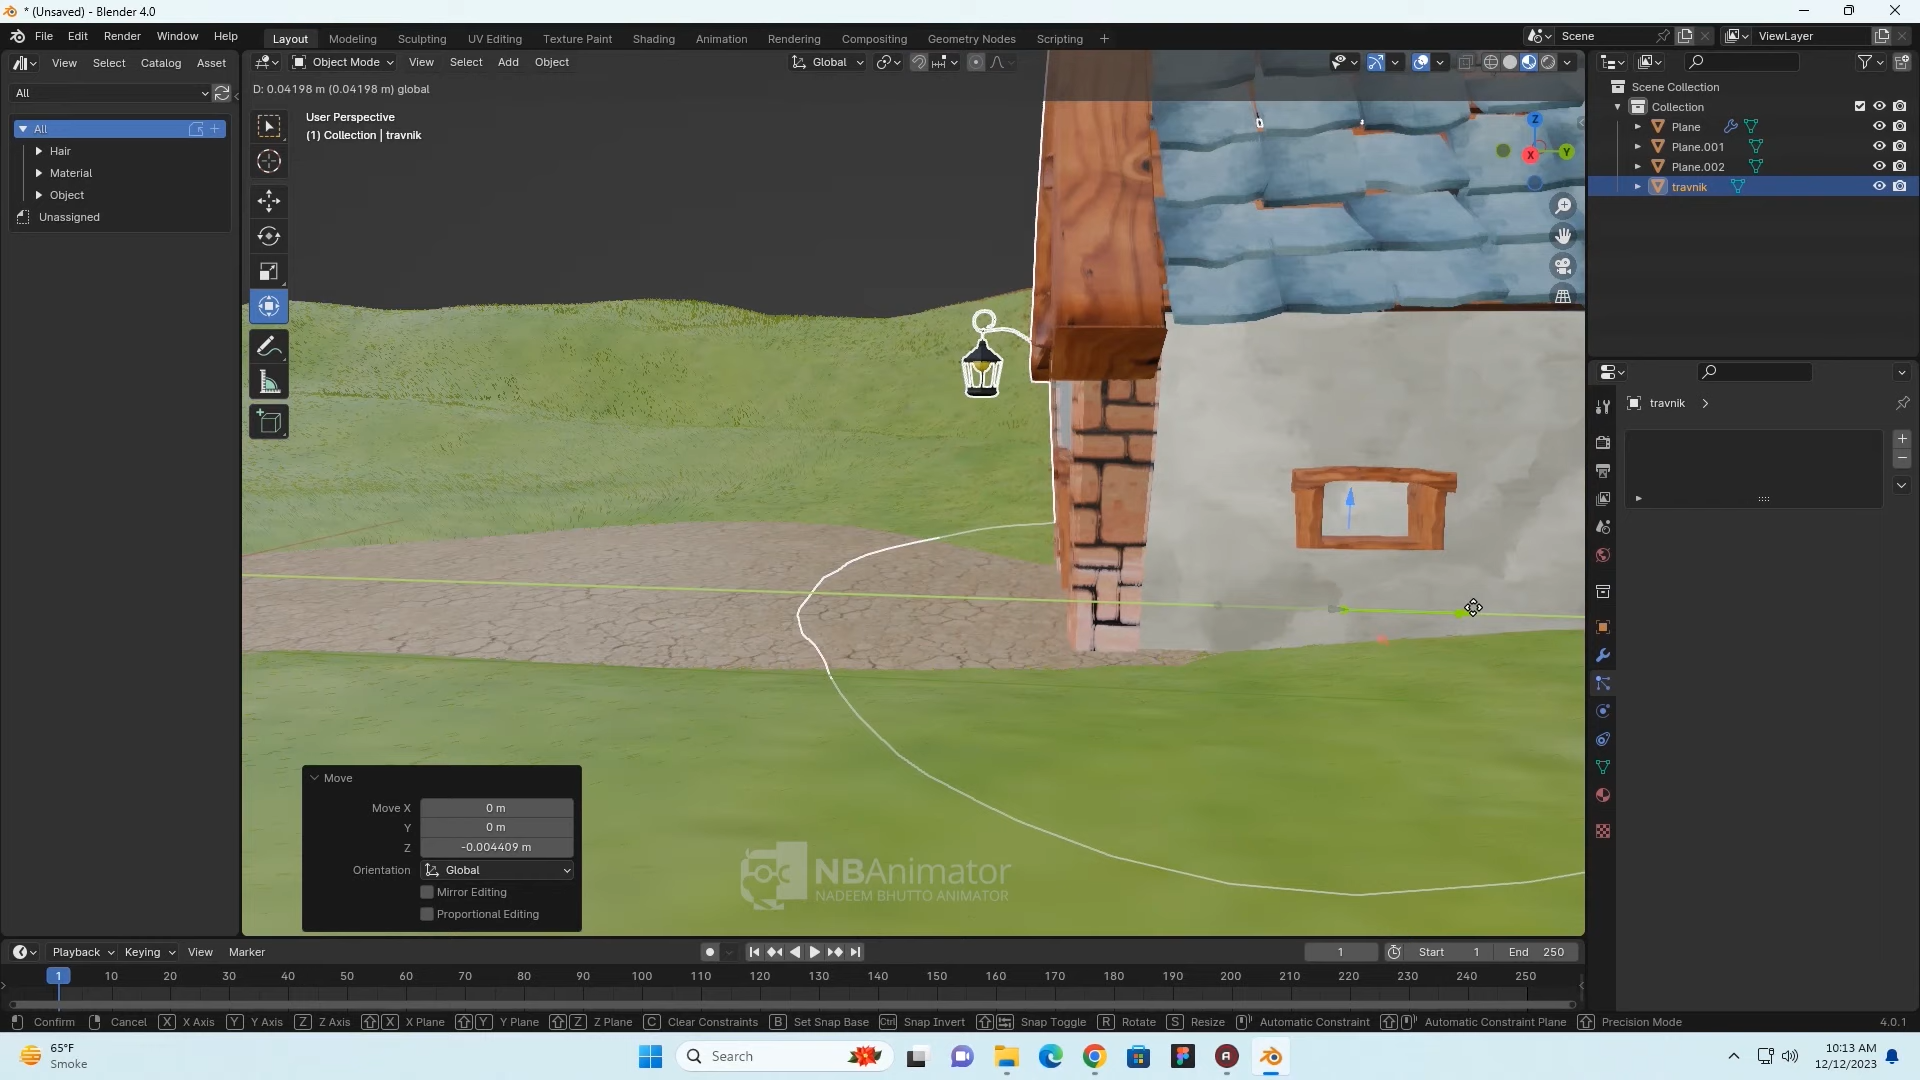 * (Unsaved) - Blender 4.0
File Edit Render Window Help
Layout Modeling Sculpting UV Editing Texture Paint Shading Animation Rendering Compositing Geometry Nodes Scripting +
Scene
ViewLayer
View Select Catalog Asset
Object Mode View Select Add Object
Global
All
D: 0.04198 m (0.04198 m) global
User Perspective
(1) Collection | travnik
All
Hair
Material
Object
Unassigned
Z
Y
X
Scene Collection
Collection
Plane
Plane.001
Plane.002
travnik
travnik
Move
Move X 0 m
Y 0 m
Z -0.004409 m
Orientation Global
Mirror Editing
Proportional Editing
NBAnimator
NADEEM BHUTTO ANIMATOR
Playback Keying View Marker
1 Start 1 End 250
1 10 20 30 40 50 60 70 80 90 100 110 120 130 140 150 160 170 180 190 200 210 220 230 240 250
Confirm Cancel X X Axis Y Y Axis Z Z Axis X X Plane Y Y Plane Z Z Plane C Clear Constraints B Set Snap Base Ctrl Snap Invert Snap Toggle R Rotate S Resize Automatic Constraint Automatic Constraint Plane Precision Mode 4.0.1
65°F
Smoke
Search
10:13 AM
12/12/2023